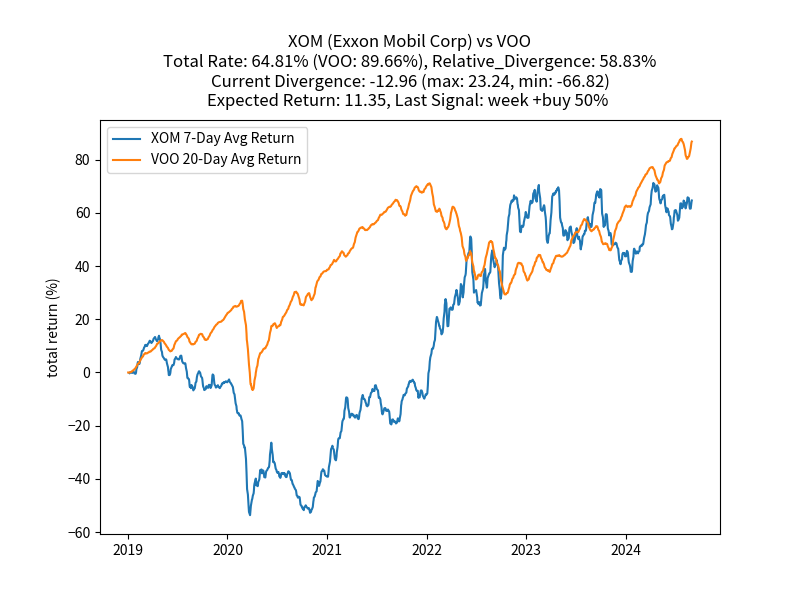 XOM (Exxon Mobil Corp) vs VOO
Total Rate: 64.81% (VOO: 89.66%), Relative_Divergence: 58.83%
Current Divergence: -12.96 (max: 23.24, min: -66.82)
Expected Return: 11.35, Last Signal: week +buy 50%
XOM 7-Day Avg Return
VOO 20-Day Avg Return
total return (%)
80
60
40
20
0
−20
−40
−60
2019
2020
2021
2022
2023
2024